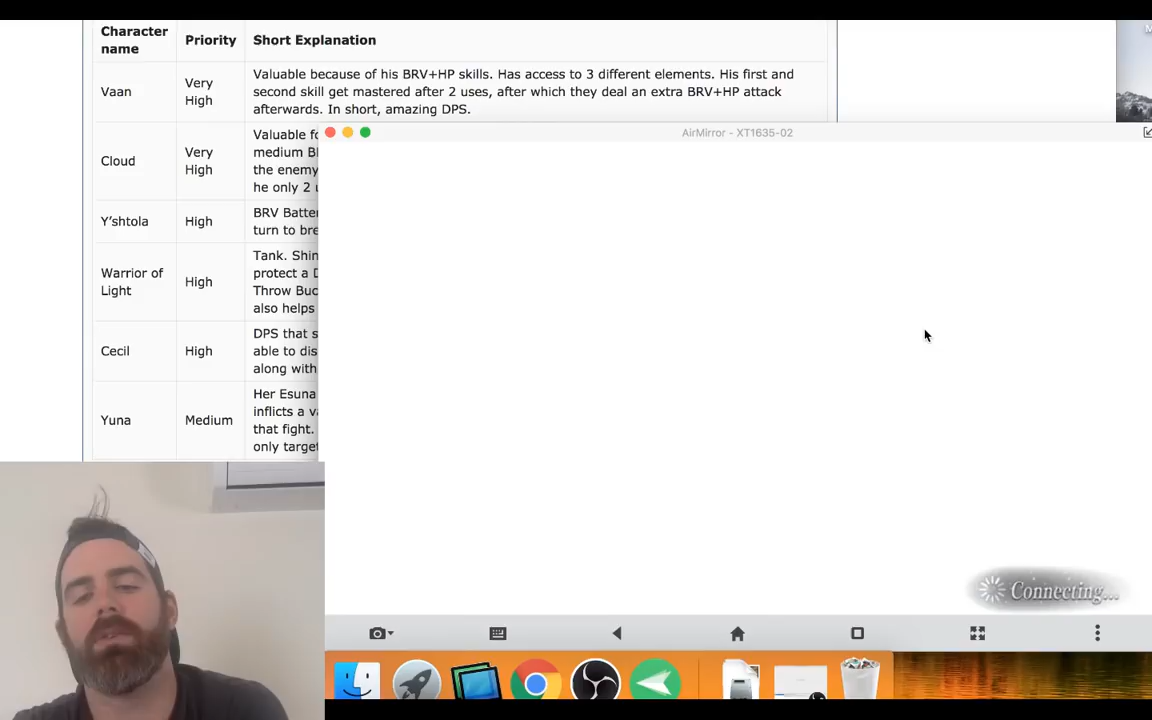 Character
name
Priority
Short Explanation
Vaan
Very
High
Valuable because of his BRV+HP skills. Has access to 3 different elements. His first and
second skill get mastered after 2 uses, after which they deal an extra BRV+HP attack
afterwards. In short, amazing DPS.
Cloud
Very
High
Valuable fo
medium B
the enemy
he only 2
Y'shtola
High
BRV Batte
turn to bre
Warrior of
Light
High
Tank. Shin
protect a D
Throw Buc
also helps
Cecil
High
DPS that s
able to dis
along with
Yuna
Medium
Her Esuna
inflicts a va
that fight.
only target
AirMirror - XT1635-02
Connecting...